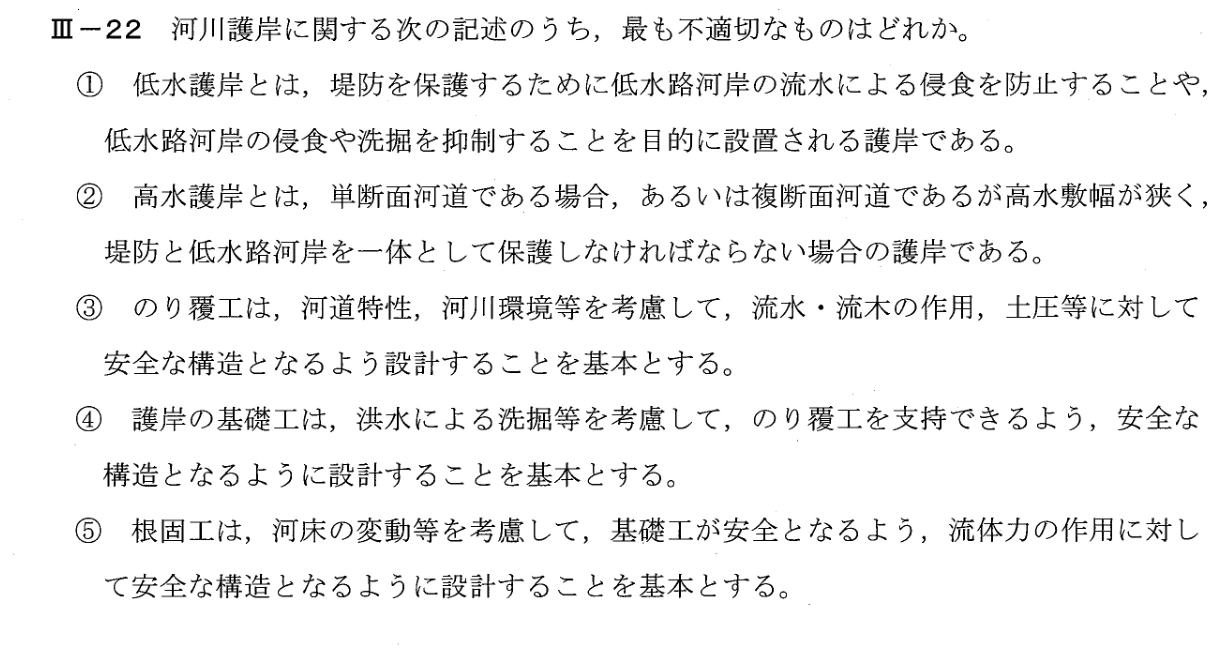 Ⅲ－22　河川護岸に関する次の記述のうち，最も不適切なものはどれか。
①　低水護岸とは，堤防を保護するために低水路河岸の流水による侵食を防止することや，
低水路河岸の侵食や洗掘を抑制することを目的に設置される護岸である。
②　高水護岸とは，単断面河道である場合，あるいは複断面河道であるが高水敷幅が狭く，
堤防と低水路河岸を一体として保護しなければならない場合の護岸である。
③　のり覆工は，河道特性，河川環境等を考慮して，流水・流木の作用，土圧等に対して
安全な構造となるよう設計することを基本とする。
④　護岸の基礎工は，洪水による洗掘等を考慮して，のり覆工を支持できるよう，安全な
構造となるように設計することを基本とする。
⑤　根固工は，河床の変動等を考慮して，基礎工が安全となるよう，流体力の作用に対し
て安全な構造となるように設計することを基本とする。